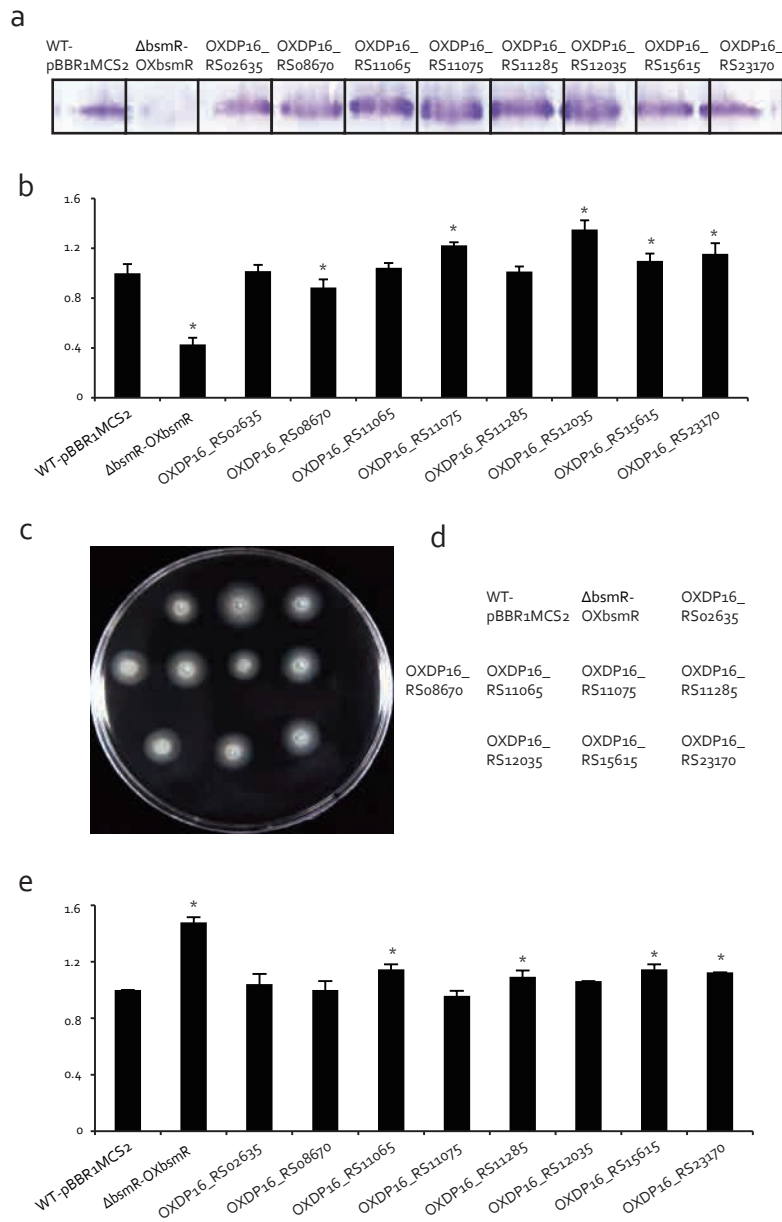 a
WT-
pBBR1MCS2
ΔbsmR-
OXbsmR
OXDP16_
RS02635
OXDP16_
RS08670
OXDP16_
RS11065
OXDP16_
RS11075
OXDP16_
RS11285
OXDP16_
RS12035
OXDP16_
RS15615
OXDP16_
RS23170
b
1.6
1.2
0.8
0.4
0
* * * * * *
WT-pBBR1MCS2
ΔbsmR-OXbsmR
OXDP16_RS02635
OXDP16_RS08670
OXDP16_RS11065
OXDP16_RS11075
OXDP16_RS11285
OXDP16_RS12035
OXDP16_RS15615
OXDP16_RS23170
c
d
WT-
pBBR1MCS2
ΔbsmR-
OXbsmR
OXDP16_
RS02635
OXDP16_
RS08670
OXDP16_
RS11065
OXDP16_
RS11075
OXDP16_
RS11285
OXDP16_
RS12035
OXDP16_
RS15615
OXDP16_
RS23170
e
1.6
1.2
0.8
0.4
0
* * * * *
WT-pBBR1MCS2
ΔbsmR-OXbsmR
OXDP16_RS02635
OXDP16_RS08670
OXDP16_RS11065
OXDP16_RS11075
OXDP16_RS11285
OXDP16_RS12035
OXDP16_RS15615
OXDP16_RS23170